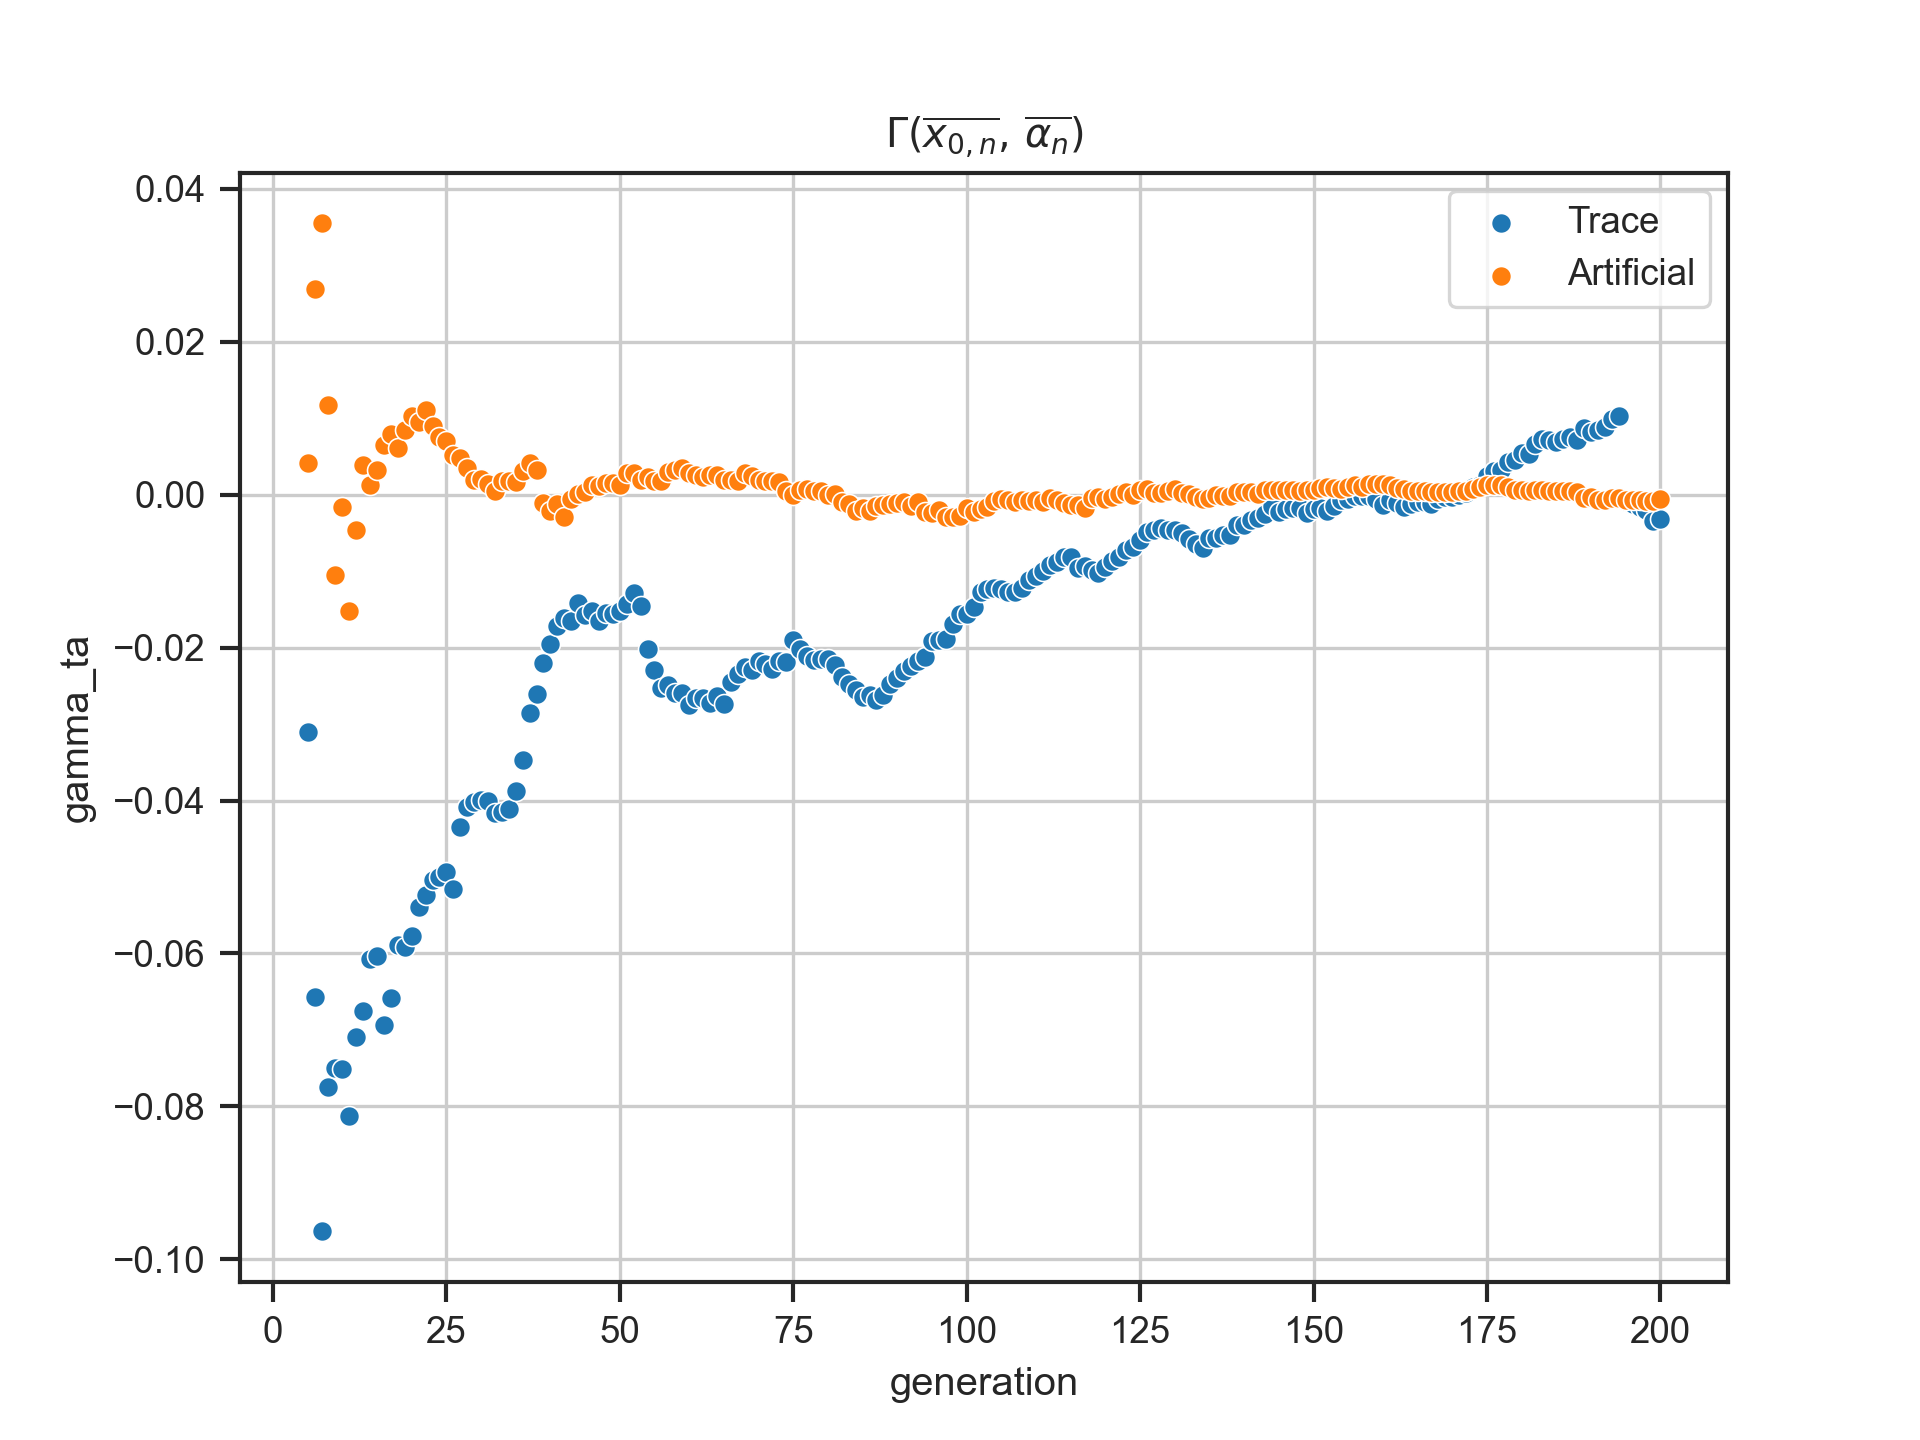 Γ(x̅₀,ₙ, α̅ₙ)
0.04
0.02
0.00
−0.02
−0.04
−0.06
−0.08
−0.10
gamma_ta
Trace
Artificial
0 25 50 75 100 125 150 175 200
generation